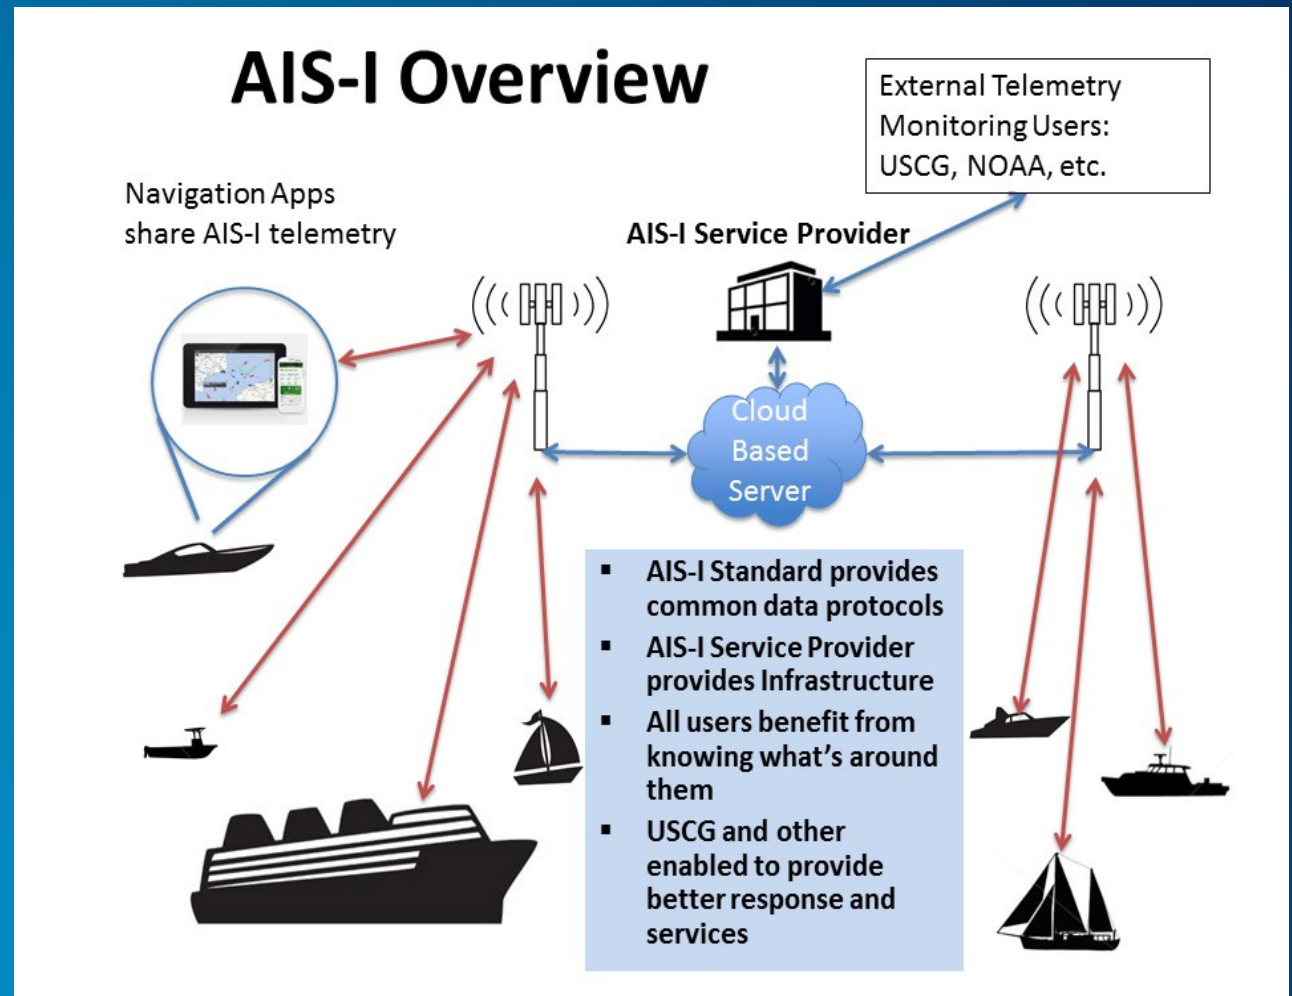 AIS-I Overview
External Telemetry
Monitoring Users:
USCG, NOAA, etc.
Navigation Apps
share AIS-I telemetry
AIS-I Service Provider
Cloud
Based
Server
▪ AIS-I Standard provides
common data protocols
▪ AIS-I Service Provider
provides Infrastructure
▪ All users benefit from
knowing what's around
them
▪ USCG and other
enabled to provide
better response and
services